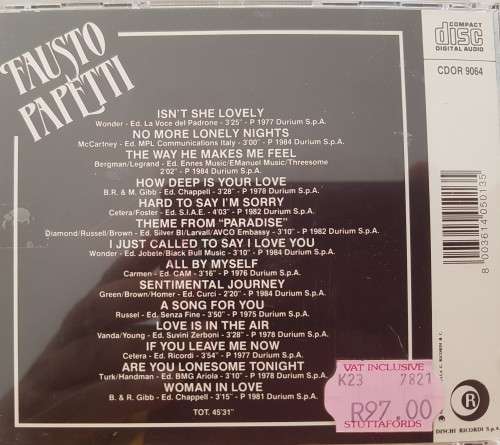 FAUSTO
PAPETTI
COMPACT
disc
DIGITAL AUDIO
CDOR 9064
ISN'T SHE LOVELY
Wonder - Ed. La Voce del Padrone - 3'25" - P 1977 Durium S.p.A.
NO MORE LONELY NIGHTS
McCartney - Ed. MPL Communications Italy - 3'00" - P 1984 Durium S.p.A.
THE WAY HE MAKES ME FEEL
Bergman/Legrand - Ed. Ennes Music/EManuel Music/Threesome
2'02" - P 1984 Durium S.p.A.
HOW DEEP IS YOUR LOVE
B.R. & M. Gibb - Ed. Chappell - 3'28" - P 1978 Durium S.p.A.
HARD TO SAY I'M SORRY
Cetera/Foster - Ed. S.I.A.E. - 4'03" - P 1982 Durium S.p.A.
THEME FROM "PARADISE"
Diamond/Russell/Brown - Ed. Silver Bi/Larvall/AVCO Embassy - 3'10" - P 1982 Durium S.p.A.
I JUST CALLED TO SAY I LOVE YOU
Wonder - Ed. Jobete/Black Bull Music - 3'10" - P 1984 Durium S.p.A.
ALL BY MYSELF
Carmen - Ed. CAM - 3'16" - P 1976 Durium S.p.A.
SENTIMENTAL JOURNEY
Green/Brown/Homer - Ed. Curci - 2'20" - P 1984 Durium S.p.A.
A SONG FOR YOU
Russel - Ed. Senza Fine - 3'50" - P 1975 Durium S.p.A.
LOVE IS IN THE AIR
Vanda/Young - Ed. Suvini Zerboni - 3'28" - P 1978 Durium S.p.A.
IF YOU LEAVE ME NOW
Cetera - Ed. Ricordi - 3'54" - P 1977 Durium S.p.A.
ARE YOU LONESOME TONIGHT
Turk/Handman - Ed. BMG Ariola - 3'10" - P 1978 Durium S.p.A.
WOMAN IN LOVE
B. & R. Gibb - Ed. Chappell - 3'15" - P 1981 Durium S.p.A.
TOT. 45'31"
8 003614 050135
VAT INCLUSIVE
K23 7821
R97.00
STUTTAFORDS
R
DISCHI RICORDI S.p.A.